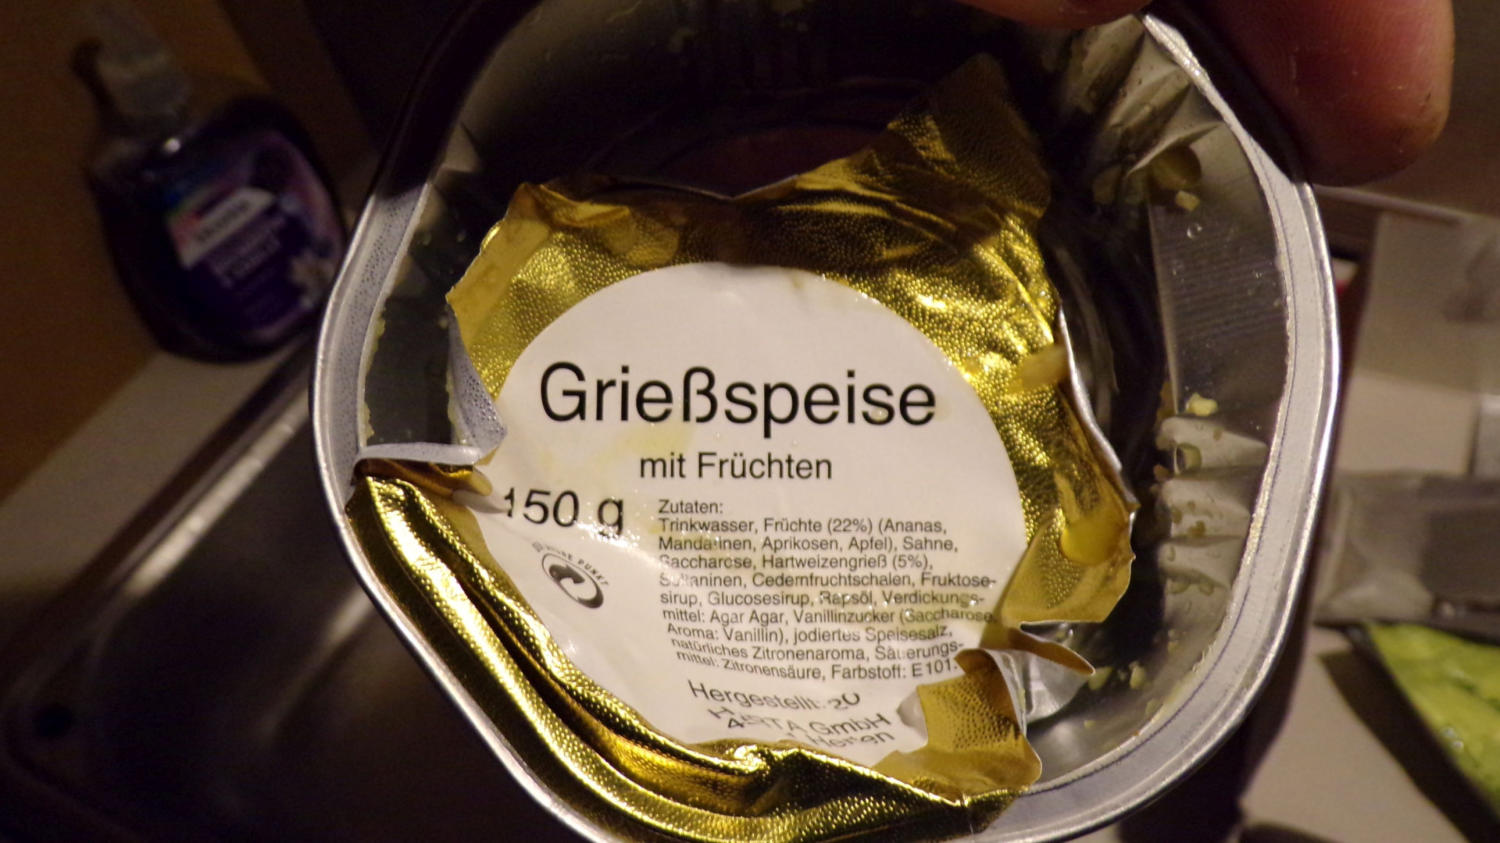 Grießspeise
mit Früchten
150 g
Zutaten:
Trinkwasser, Früchte (22%) (Ananas,
Mandarinen, Aprikosen, Apfel), Sahne,
Saccharose, Hartweizengrieß (5%),
Sultaninen, Cedernfruchtschalen, Fruktose-
sirup, Glucosesirup, Rapsöl, Verdickungs-
mittel: Agar Agar, Vanillinzucker (Saccharose,
Aroma: Vanillin), jodiertes Speisesalz,
natürliches Zitronenaroma, Säuerungs-
mittel: Zitronensäure, Farbstoff: E101.
Hergestellt:
GmbH